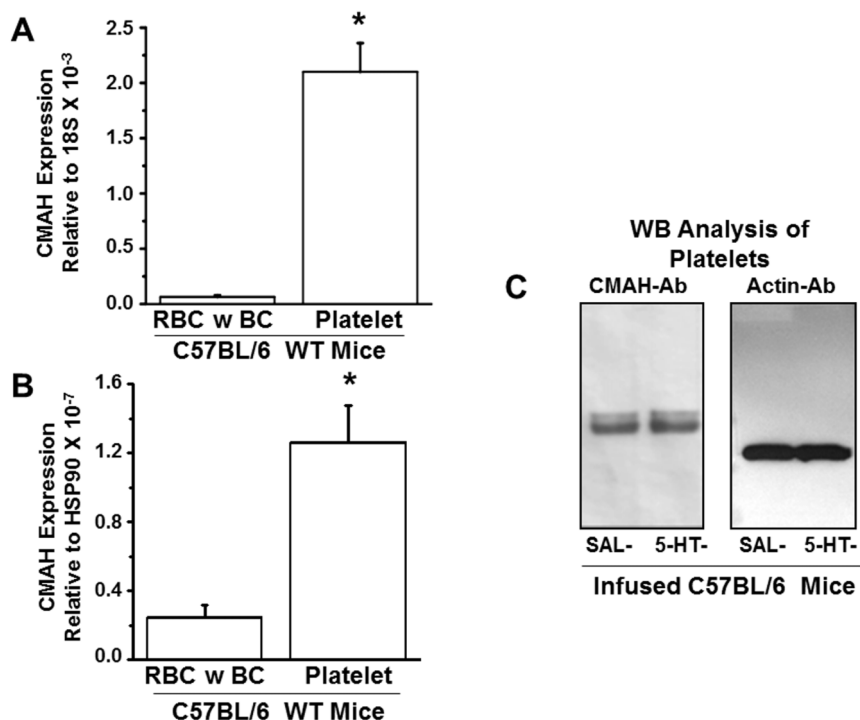 A
CMAH Expression
Relative to 18S X 10-3
2.5
2.0
1.5
1.0
0.5
0.0
*
RBC w BC Platelet
C57BL/6 WT Mice
B
CMAH Expression
Relative to HSP90 X 10-7
1.6
1.2
0.8
0.4
0.0
*
RBC w BC Platelet
C57BL/6 WT Mice
WB Analysis of
Platelets
C
CMAH-Ab Actin-Ab
SAL- 5-HT- SAL- 5-HT-
Infused C57BL/6 Mice